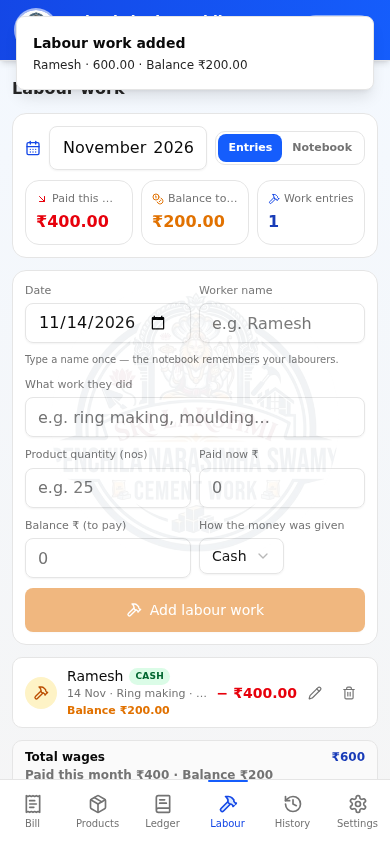 Labour work added
Ramesh · 600.00 · Balance ₹200.00
Labour work
November 2026
Entries
Notebook
Paid this ...
₹400.00
Balance to...
₹200.00
Work entries
1
Date
Worker name
11/14/2026
e.g. Ramesh
Type a name once — the notebook remembers your labourers.
What work they did
e.g. ring making, moulding...
Product quantity (nos)
Paid now ₹
e.g. 25
0
Balance ₹ (to pay)
How the money was given
0
Cash
NARASIMHA SWAMY
CEMENT WORK
Add labour work
Ramesh CASH
14 Nov · Ring making · ...
− ₹400.00
Balance ₹200.00
Total wages
₹600
Paid this month ₹400 · Balance ₹200
Bill
Products
Ledger
Labour
History
Settings